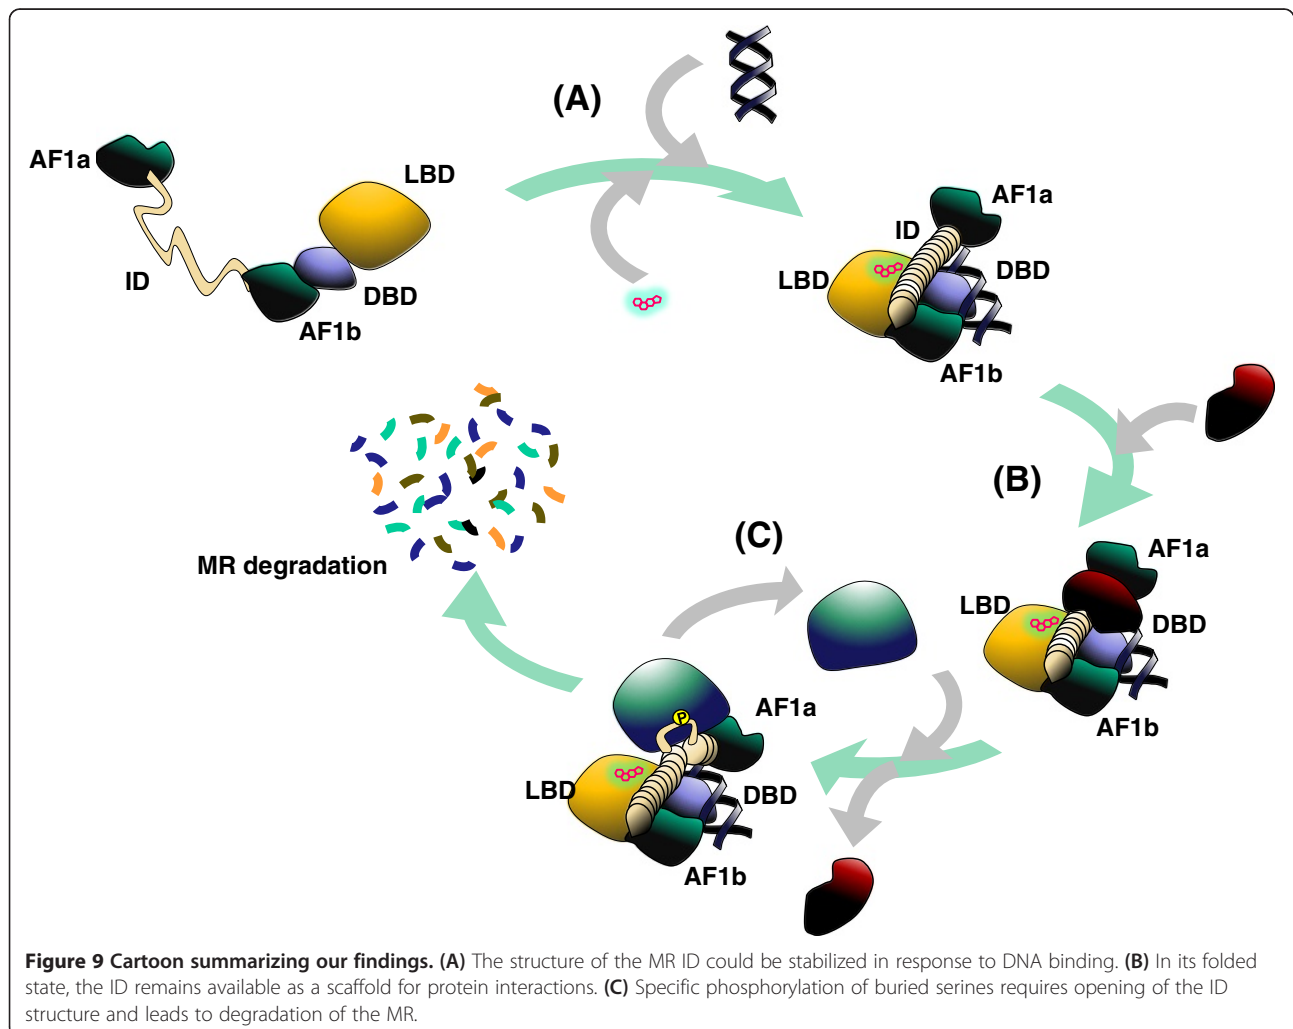 (A)
AF1a
LBD
ID
DBD
AF1b
AF1a
ID
DBD
LBD
AF1b
(B)
AF1a
LBD
DBD
AF1b
(C)
MR degradation
P
AF1a
LBD
DBD
AF1b
Figure 9 Cartoon summarizing our findings. (A) The structure of the MR ID could be stabilized in response to DNA binding. (B) In its folded
state, the ID remains available as a scaffold for protein interactions. (C) Specific phosphorylation of buried serines requires opening of the ID
structure and leads to degradation of the MR.